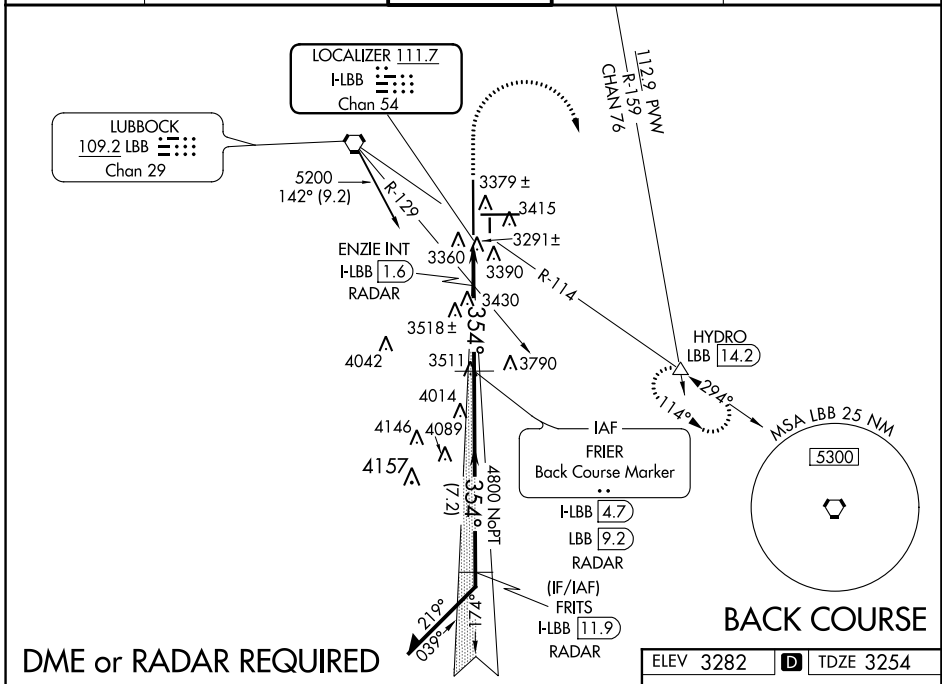 LOCALIZER 111.7
I-LBB
Chan 54
112.9 PVW
R-159
CHAN 76
LUBBOCK
109.2 LBB
Chan 29
5200
142° (9.2)
R-129
3379 ±
3415
3291±
3360
3390
ENZIE INT
I-LBB 1.6
RADAR
R-114
3430
3518 ±
354°
HYDRO
LBB 14.2
4042
3511
3790
294°
114°
4014
4146
4089
4157
IAF
FRIER
Back Course Marker
I-LBB 4.7
LBB 9.2
RADAR
MSA LBB 25 NM
5300
4800 NoPT
354°
(7.2)
(IF/IAF)
FRITS
I-LBB 11.9
RADAR
219°
039°
174°
BACK COURSE
DME or RADAR REQUIRED
ELEV 3282 D TDZE 3254